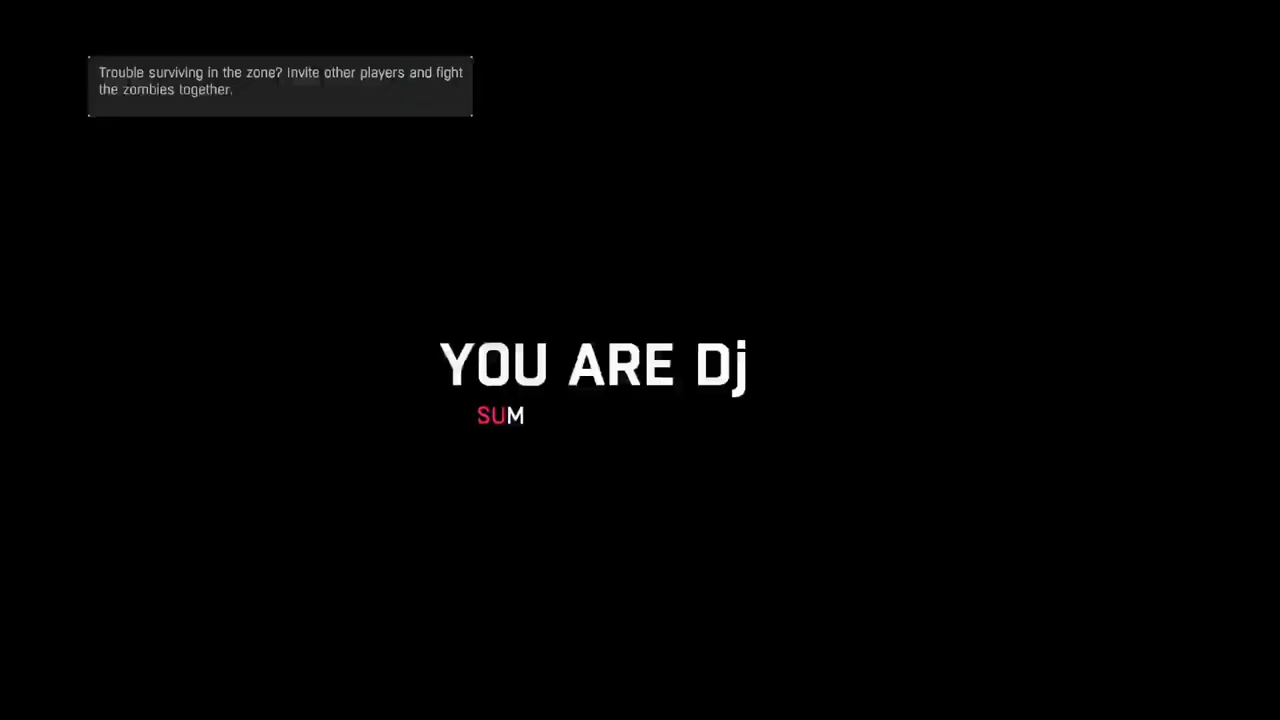 Trouble surviving in the zone? Invite other players and fight
the zombies together.
YOU ARE Dj
SUM